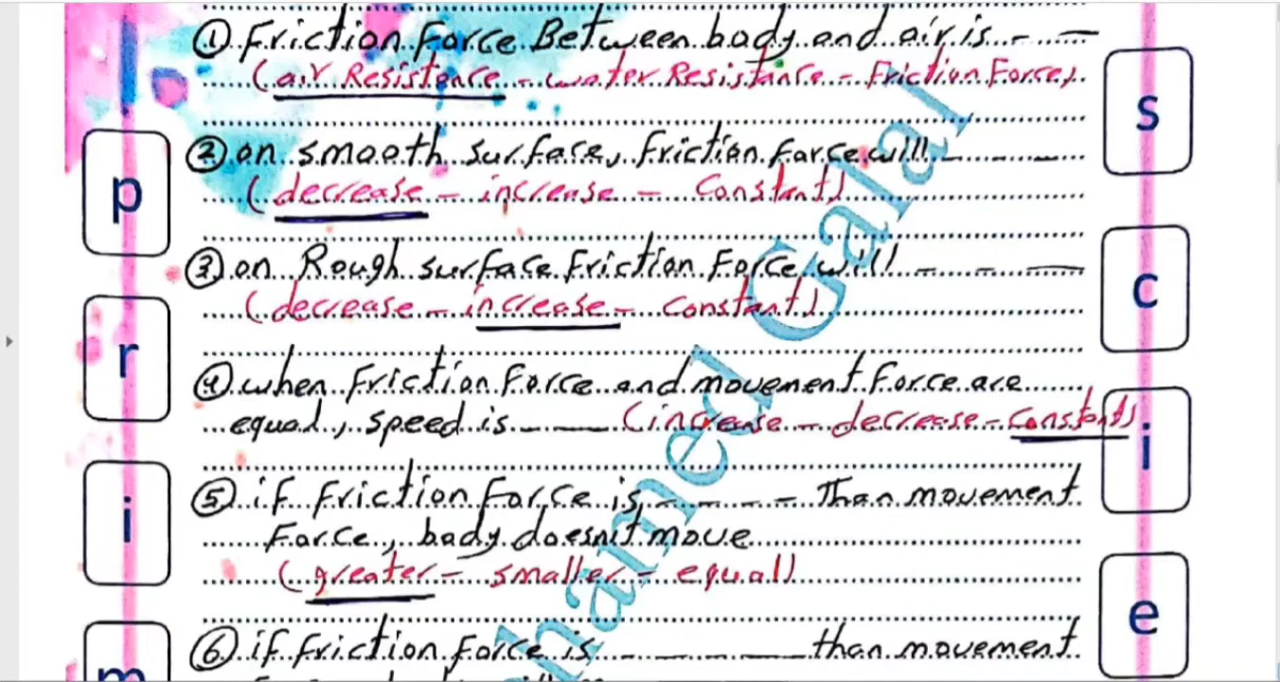 ① Friction Force Between body and air is
(air Resistance - water Resistance - Friction Force).
② on smooth surface, Friction Force will
(decrease - increase - Constant)
③ on Rough surface Friction Force will
(decrease - increase - constant)
④ when Friction Force and movement Force are
equal, speed is (increase - decrease - constant)
⑤ if Friction Force is Than movement
Force, body doesn't move
(greater - smaller - equal)
⑥ if Friction Force is than movement
p
r
i
m
s
c
i
e
hamed Galal